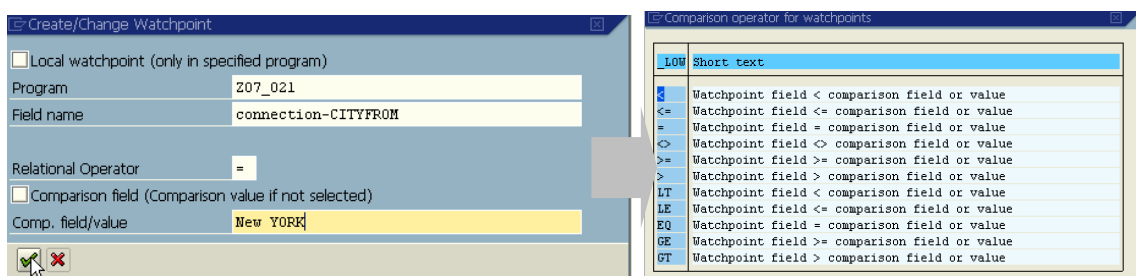 Create/Change Watchpoint
Local watchpoint (only in specified program)
Program Z07_021
Field name connection-CITYFROM
Relational Operator =
Comparison field (Comparison value if not selected)
Comp. field/value New YORK
Comparison operator for watchpoints
_LOW Short text
< Watchpoint field < comparison field or value
<= Watchpoint field <= comparison field or value
= Watchpoint field = comparison field or value
<> Watchpoint field <> comparison field or value
>= Watchpoint field >= comparison field or value
> Watchpoint field > comparison field or value
LT Watchpoint field < comparison field or value
LE Watchpoint field <= comparison field or value
EQ Watchpoint field = comparison field or value
GE Watchpoint field >= comparison field or value
GT Watchpoint field > comparison field or value